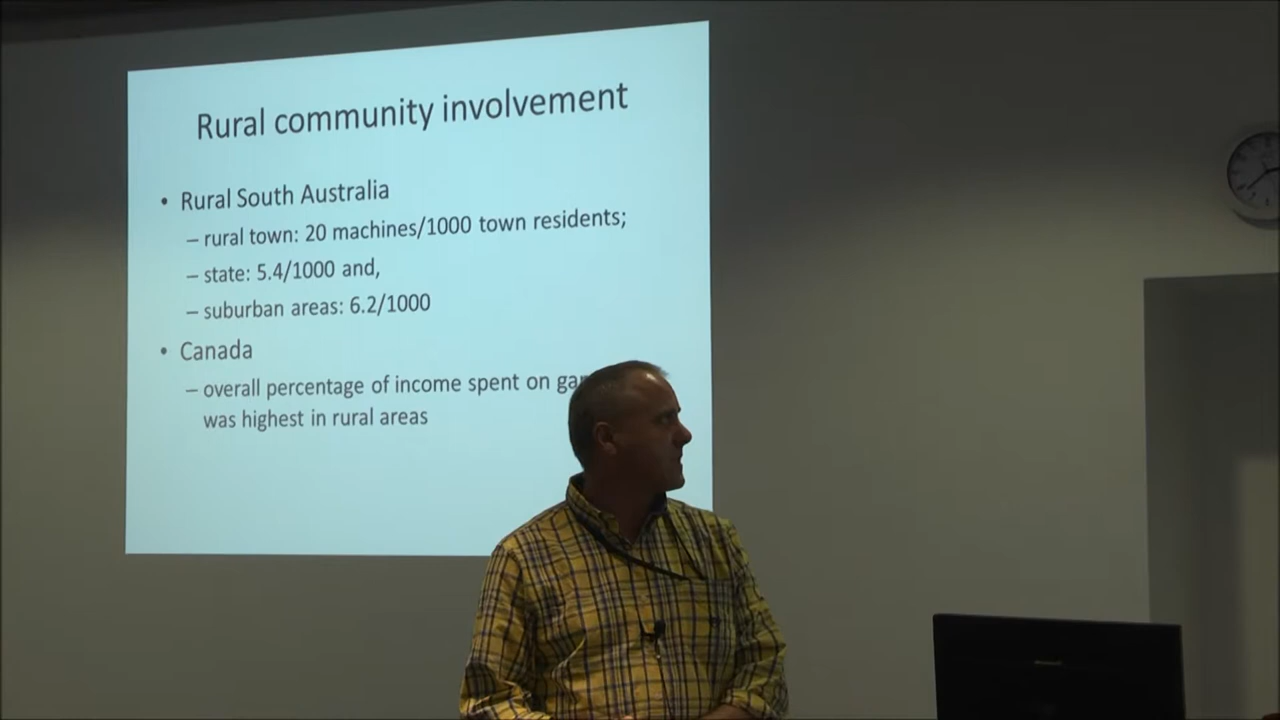 Rural community involvement
• Rural South Australia
– rural town: 20 machines/1000 town residents;
– state: 5.4/1000 and,
– suburban areas: 6.2/1000
• Canada
– overall percentage of income spent on
was highest in rural areas